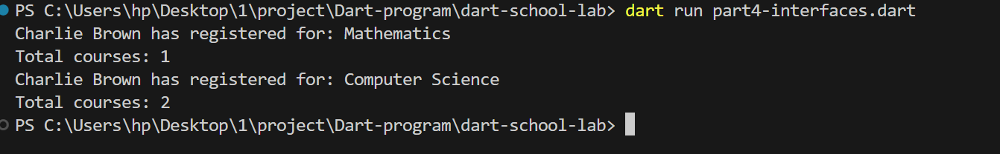 PS C:\Users\hp\Desktop\1\project\Dart-program\dart-school-lab> dart run part4-interfaces.dart
Charlie Brown has registered for: Mathematics
Total courses: 1
Charlie Brown has registered for: Computer Science
Total courses: 2
PS C:\Users\hp\Desktop\1\project\Dart-program\dart-school-lab>